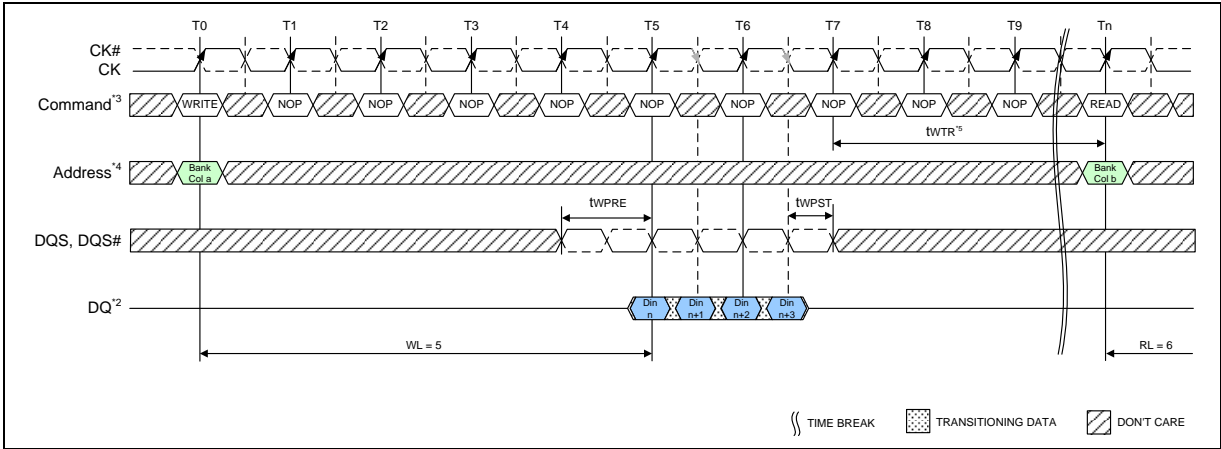 T0 T1 T2 T3 T4 T5 T6 T7 T8 T9 Tn
CK#
CK
Command*3 WRITE NOP NOP NOP NOP NOP NOP NOP NOP NOP READ
tWTR*5
Address*4 Bank Col a Bank Col b
tWPRE tWPST
DQS, DQS#
DQ*2 Din n Din n+1 Din n+2 Din n+3
WL = 5 RL = 6
TIME BREAK TRANSITIONING DATA DON'T CARE